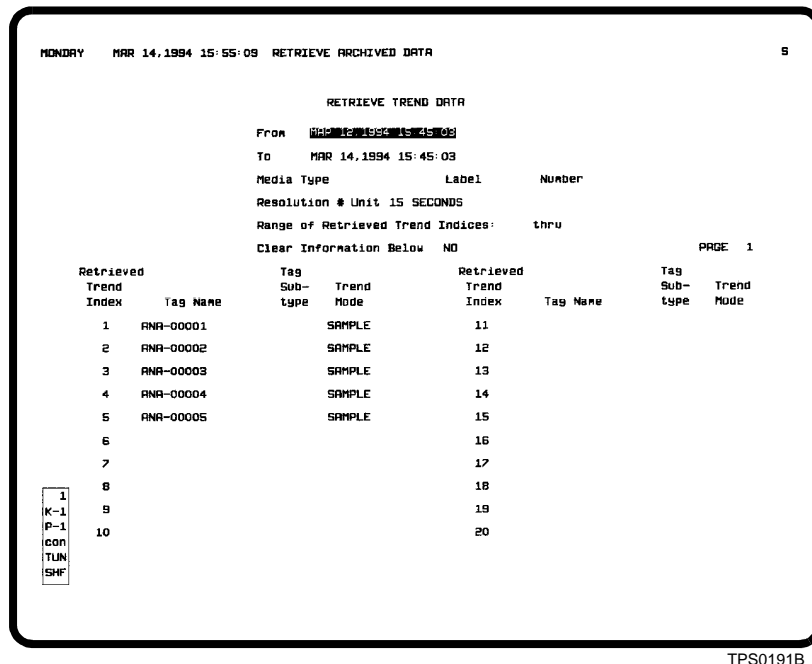 MONDAY MAR 14,1994 15:55:09 RETRIEVE ARCHIVED DATA S
RETRIEVE TREND DATA
From MAR 12,1994 15:45:03
To MAR 14,1994 15:45:03
Media Type Label Number
Resolution # Unit 15 SECONDS
Range of Retrieved Trend Indices: thru
Clear Information Below NO PAGE 1
Retrieved Tag Retrieved Tag
Trend Sub- Trend Trend Sub- Trend
Index Tag Name type Mode Index Tag Name type Mode
1 ANA-00001 SAMPLE 11
2 ANA-00002 SAMPLE 12
3 ANA-00003 SAMPLE 13
4 ANA-00004 SAMPLE 14
5 ANA-00005 SAMPLE 15
6 16
7 17
8 18
9 19
10 20
1
K-1
P-1
con
TUN
SHF
TPS0191B